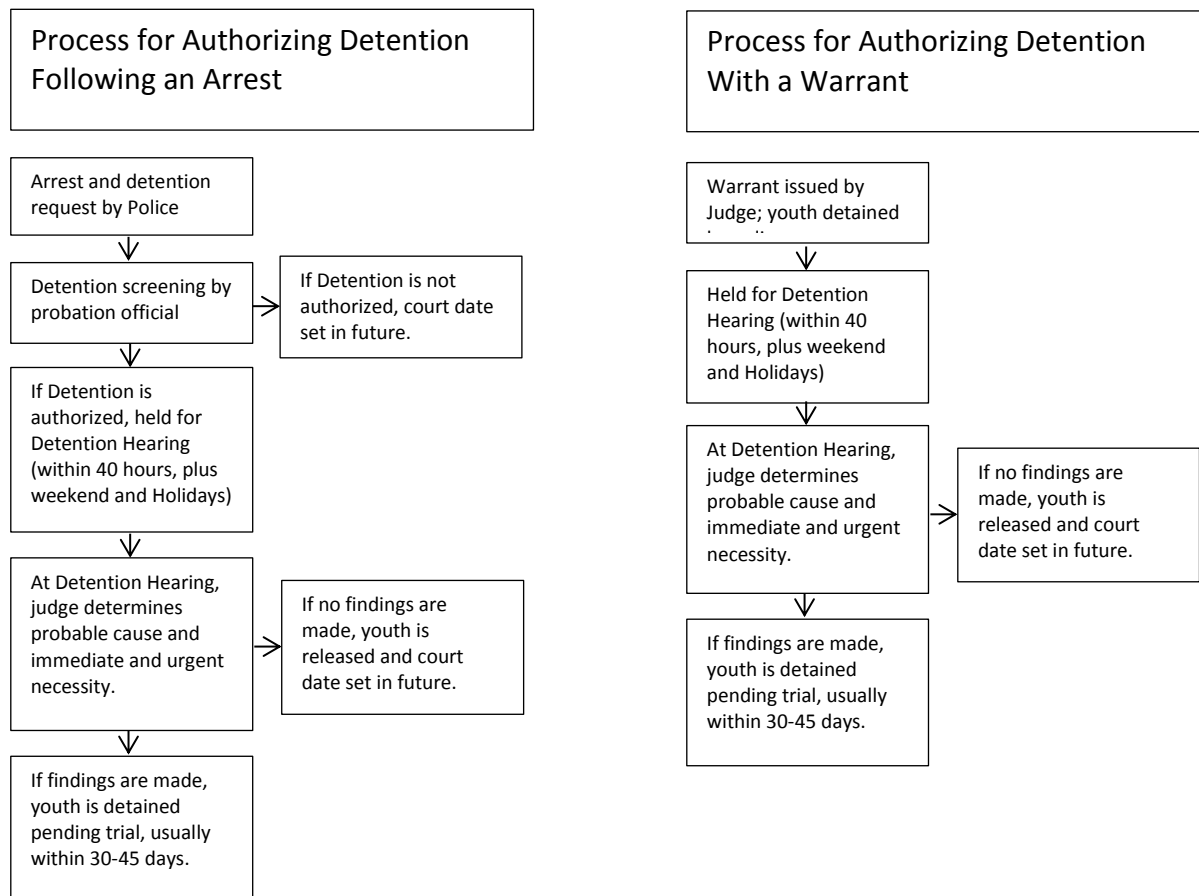 Process for Authorizing Detention
Following an Arrest
Arrest and detention
request by Police
Detention screening by
probation official
If Detention is not
authorized, court date
set in future.
If Detention is
authorized, held for
Detention Hearing
(within 40 hours, plus
weekend and Holidays)
At Detention Hearing,
judge determines
probable cause and
immediate and urgent
necessity.
If no findings are
made, youth is
released and court
date set in future.
If findings are made,
youth is detained
pending trial, usually
within 30-45 days.
Process for Authorizing Detention
With a Warrant
Warrant issued by
Judge; youth detained
Held for Detention
Hearing (within 40
hours, plus weekend
and Holidays)
At Detention Hearing,
judge determines
probable cause and
immediate and urgent
necessity.
If no findings are
made, youth is
released and court
date set in future.
If findings are made,
youth is detained
pending trial, usually
within 30-45 days.